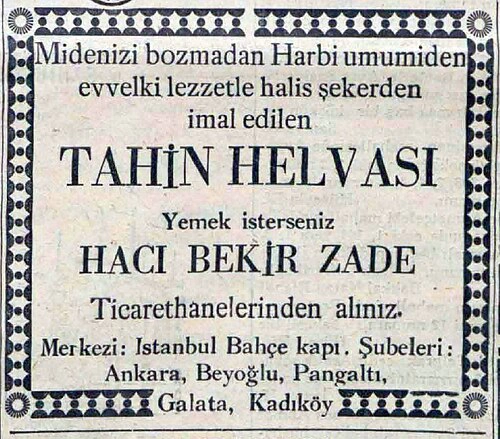 Midenizi bozmadan Harbi umumiden
evvelki lezzetle halis şekerden
imal edilen
TAHİN HELVASI
Yemek isterseniz
HACI BEKİR ZADE
Ticarethanelerinden alınız.
Merkezi: Istanbul Bahçe kapı. Şubeleri:
Ankara, Beyoğlu, Pangaltı,
Galata, Kadıköy